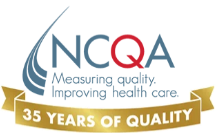 NCQA
Measuring quality.
Improving health care.
35 YEARS OF QUALITY